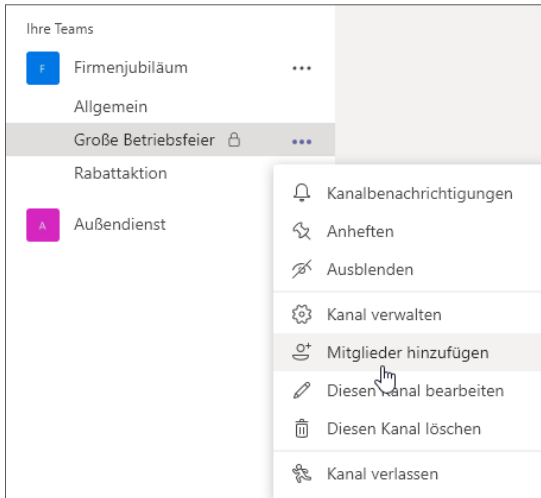 Ihre Teams
F Firmenjubiläum ...
Allgemein
Große Betriebsfeier ...
Rabattaktion
A Außendienst
Kanalbenachrichtigungen
Anheften
Ausblenden
Kanal verwalten
Mitglieder hinzufügen
Diesen Kanal bearbeiten
Diesen Kanal löschen
Kanal verlassen